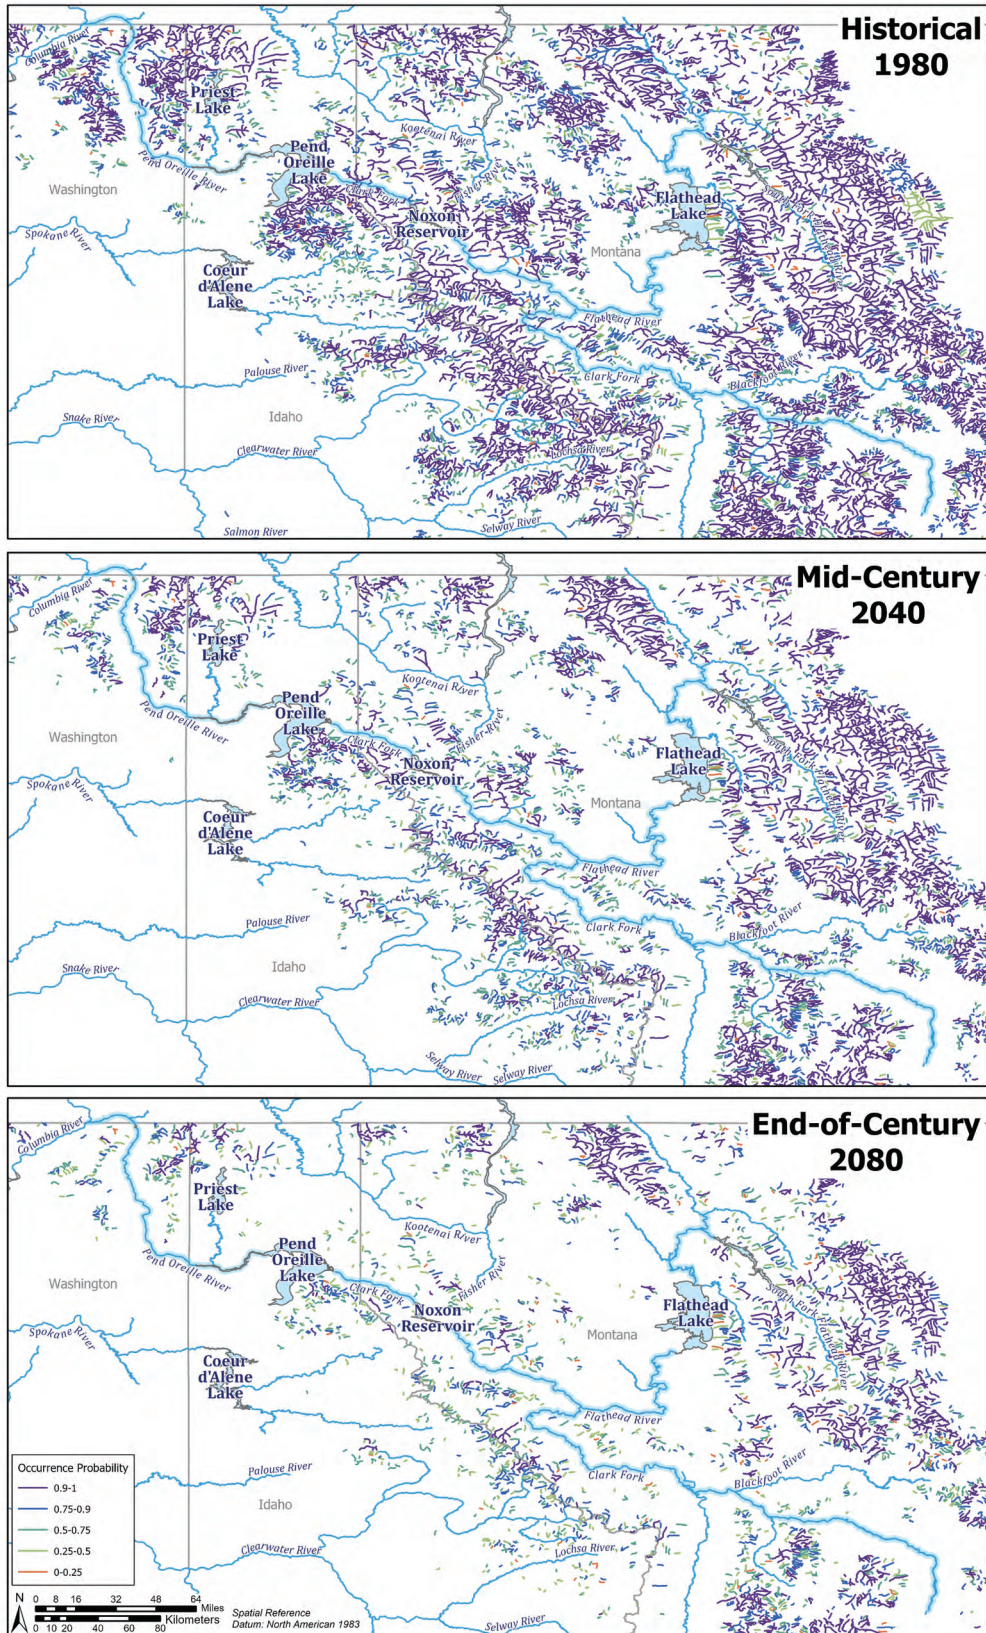 Historical
1980
Columbia River
Priest
Lake
Kootenai River
Pend
Oreille
Lake
Pend Oreille River
Washington
Clark Fork
Fisher River
Noxon
Reservoir
Flathead
Lake
South Fork Flathead River
Montana
Spokane
River
Coeur
d'Alene
Lake
Flathead River
Palouse River
Clark Fork
Blackfoot River
Snake River
Idaho
Clearwater River
Lochsa River
Salmon River
Selway River
Mid-Century
2040
Columbia River
Priest
Lake
Kootenai River
Pend
Oreille
Lake
Pend Oreille River
Washington
Clark Fork
Fisher River
Noxon
Reservoir
Flathead
Lake
South Fork Flathead River
Montana
Spokane
River
Coeur
d'Alene
Lake
Flathead River
Palouse River
Clark Fork
Blackfoot River
Snake River
Idaho
Clearwater River
Lochsa River
Selway River
Selway River
End-of-Century
2080
Columbia River
Priest
Lake
Kootenai River
Pend
Oreille
Lake
Pend Oreille River
Washington
Clark Fork
Fisher River
Noxon
Reservoir
Flathead
Lake
South Fork Flathead River
Montana
Spokane
River
Coeur
d'Alene
Lake
Flathead River
Palouse River
Clark Fork
Blackfoot River
Idaho
Clearwater River
Lochsa River
Selway River
Occurrence Probability
0.9-1
0.75-0.9
0.5-0.75
0.25-0.5
0-0.25
N
0 8 16 32 48 64
Miles
Kilometers
0 10 20 40 60 80
Spatial Reference
Datum: North American 1983